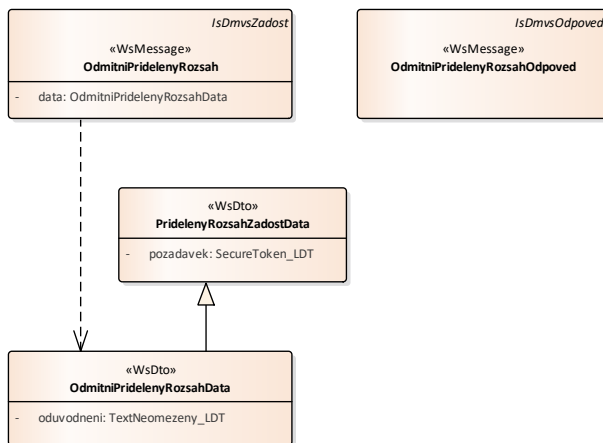 IsDmvsZadost
«WsMessage»
OdmitniPridelenyRozsah
- data: OdmitniPridelenyRozsahData
IsDmvsOdpoved
«WsMessage»
OdmitniPridelenyRozsahOdpoved
«WsDto»
PridelenyRozsahZadostData
- pozadavek: SecureToken_LDT
«WsDto»
OdmitniPridelenyRozsahData
- oduvodneni: TextNeomezeny_LDT